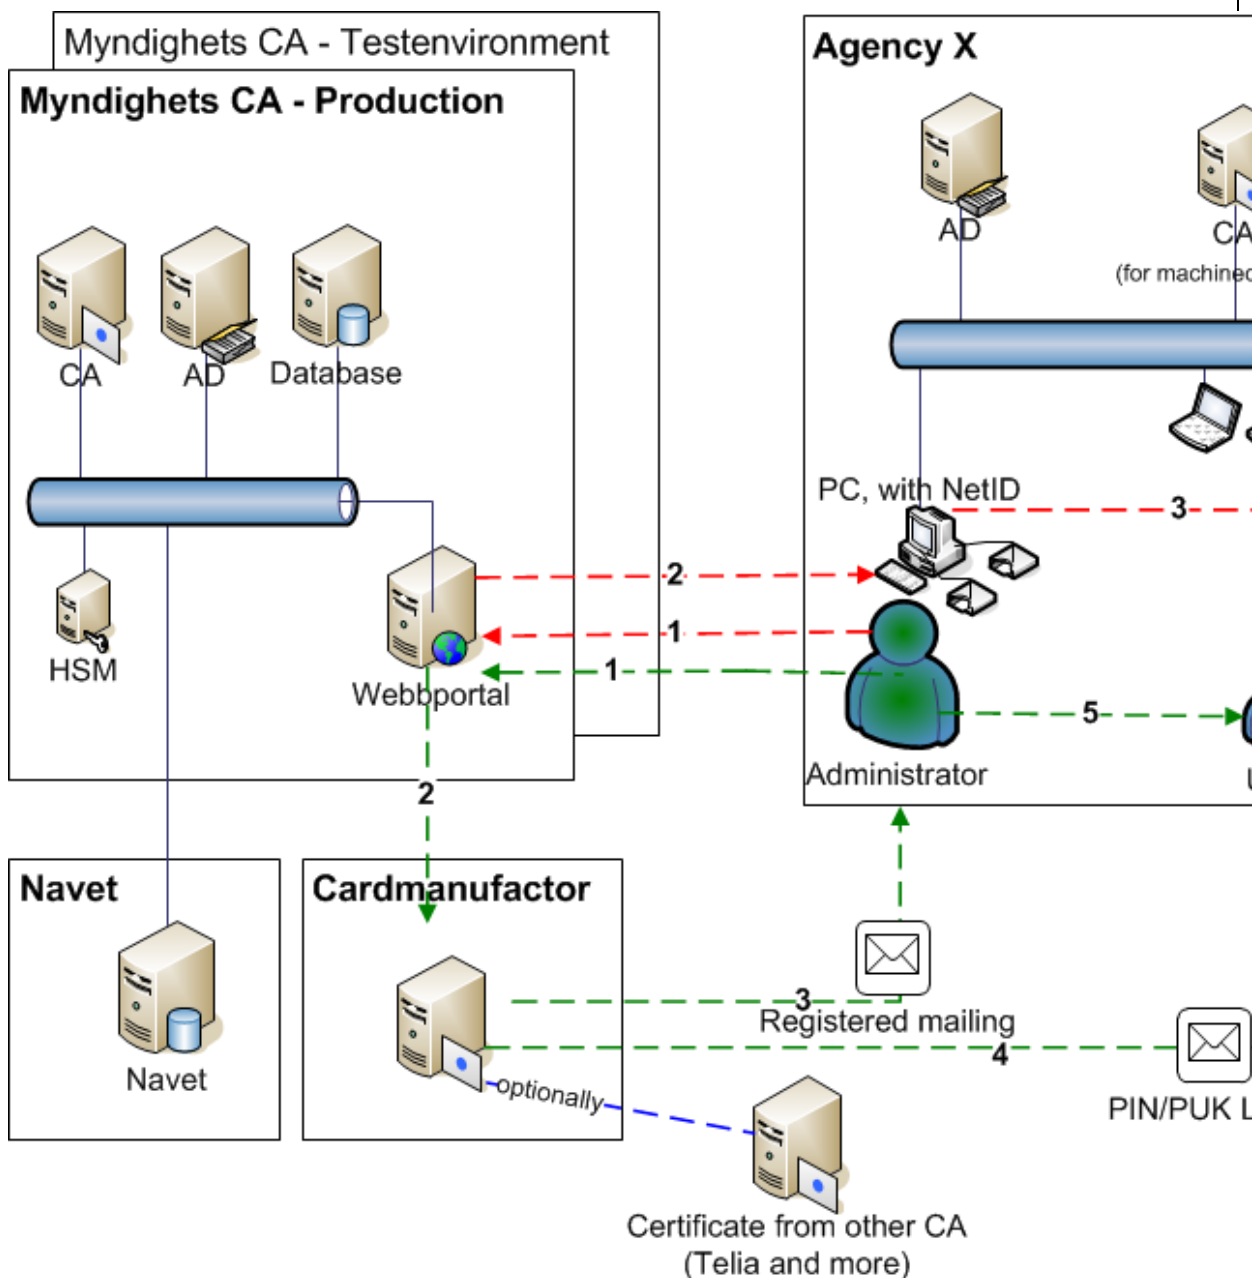 Myndighets CA - Testenvironment
Myndighets CA - Production
CA
AD
Database
HSM
Webbportal
2
1
1
2
Agency X
AD
CA
(for machinec
PC, with NetID
3
5
Administrator
Navet
Navet
Cardmanufactor
3
Registered mailing
4
optionally
PIN/PUK L
Certificate from other CA
(Telia and more)